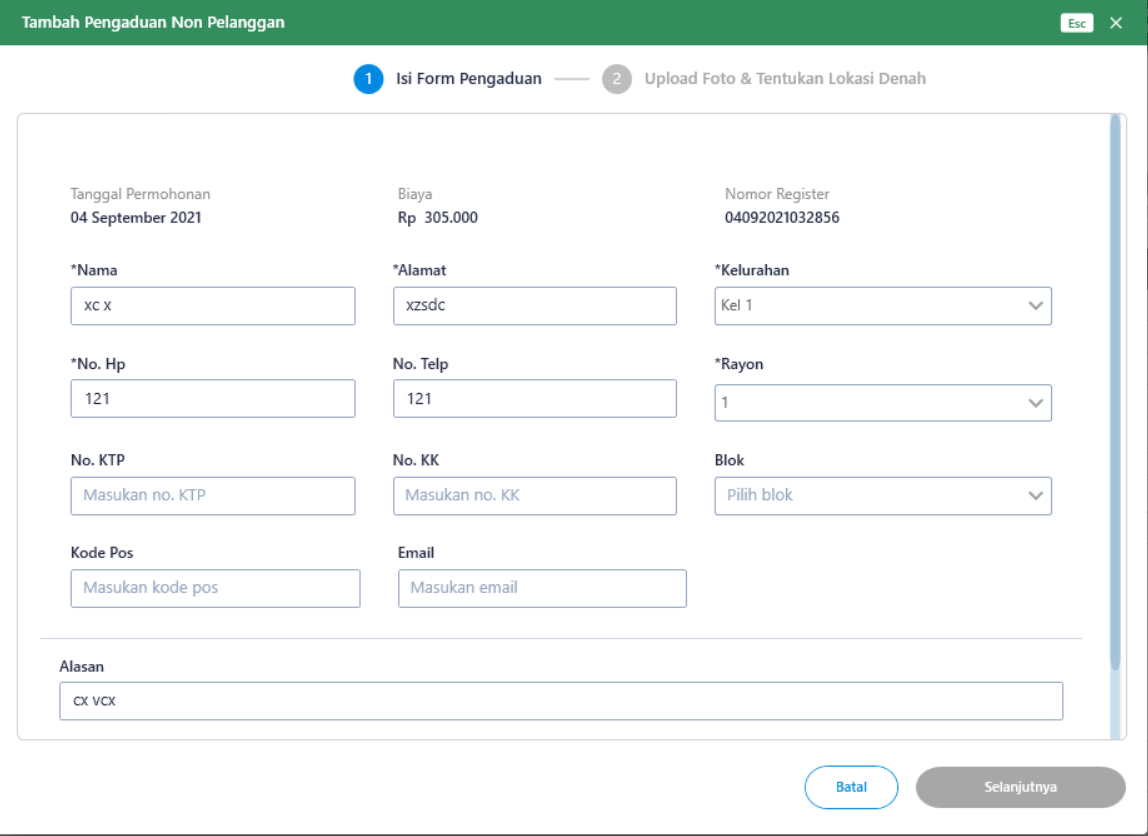 Tambah Pengaduan Non Pelanggan Esc
1 Isi Form Pengaduan 2 Upload Foto & Tentukan Lokasi Denah
Tanggal Permohonan Biaya Nomor Register
04 September 2021 Rp 305.000 04092021032856
*Nama *Alamat *Kelurahan
xc x xzsdc Kel 1
*No. Hp No. Telp *Rayon
121 121 1
No. KTP No. KK Blok
Masukan no. KTP Masukan no. KK Pilih blok
Kode Pos Email
Masukan kode pos Masukan email
Alasan
cx vcx
Batal Selanjutnya